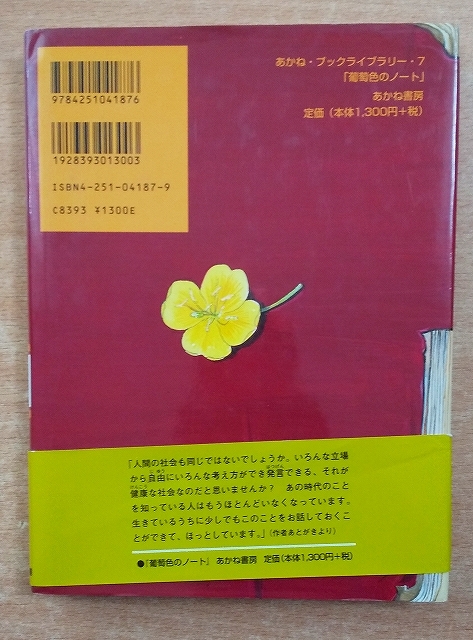 9784251041876
1928393013003
ISBN4-251-04187-9
C8393 ¥1300E
あかね・ブックライブラリー・7
「葡萄色のノート」
あかね書房
定価（本体1,300円＋税）
「人間の社会も同じではないでしょうか。いろんな立場
から自由にいろんな考え方ができ発言できる、それが
健康な社会なのだと思いませんか？　あの時代のこと
を知っている人はもうほとんどいなくなっています。
生きているうちに少しでもこのことをお話しておくこ
とができて、ほっとしています。」（作者あとがきより）
●「葡萄色のノート」 あかね書房 定価（本体1,300円＋税）